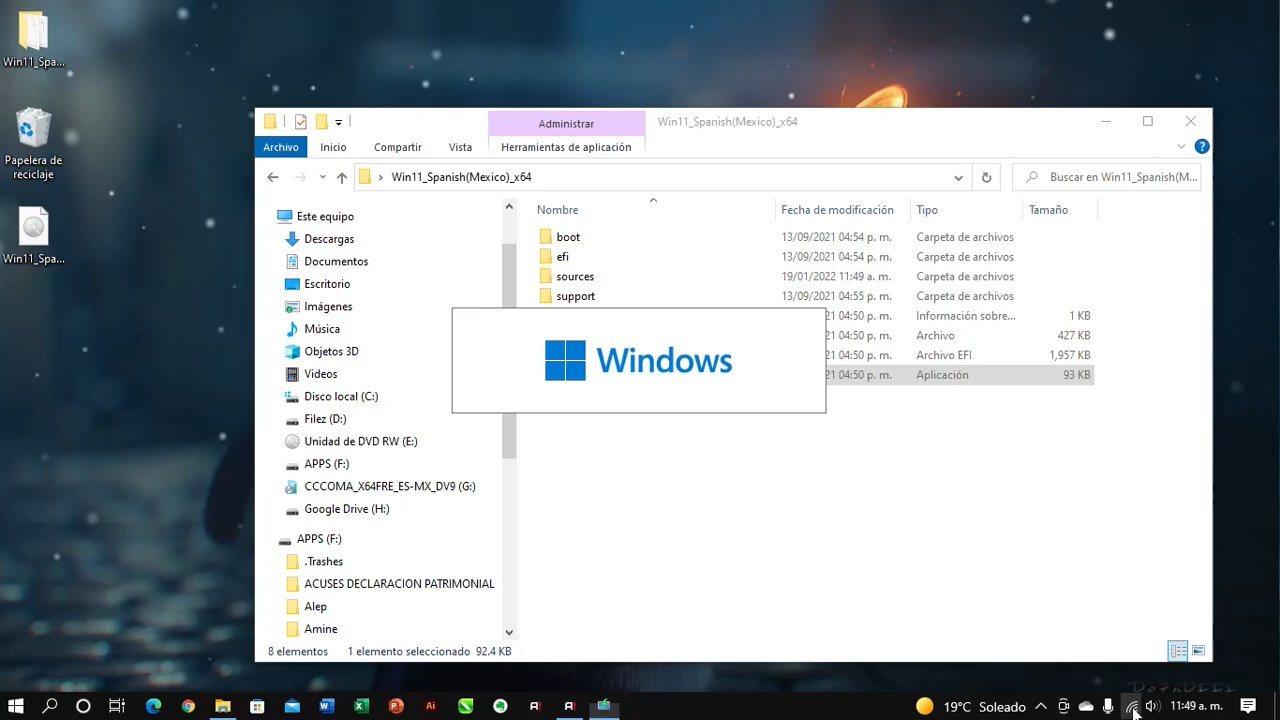 Win11_Spa...
Papelera de
reciclaje
Win11_Spa...
Administrar
Win11_Spanish(Mexico)_x64
Archivo
Inicio
Compartir
Vista
Herramientas de aplicación
Win11_Spanish(Mexico)_x64
Buscar en Win11_Spanish(M...
Este equipo
Descargas
Documentos
Escritorio
Imágenes
Música
Objetos 3D
Videos
Disco local (C:)
Filez (D:)
Unidad de DVD RW (E:)
APPS (F:)
CCCOMA_X64FRE_ES-MX_DV9 (G:)
Google Drive (H:)
APPS (F:)
.Trashes
ACUSES DECLARACION PATRIMONIAL
Alep
Amine
Nombre Fecha de modificación Tipo Tamaño
boot 13/09/2021 04:54 p. m. Carpeta de archivos
efi 13/09/2021 04:54 p. m. Carpeta de archivos
sources 19/01/2022 11:49 a. m. Carpeta de archivos
support 13/09/2021 04:55 p. m. Carpeta de archivos
21 04:50 p. m. Información sobre... 1 KB
21 04:50 p. m. Archivo 427 KB
21 04:50 p. m. Archivo EFI 1,957 KB
21 04:50 p. m. Aplicación 93 KB
Windows
8 elementos 1 elemento seleccionado 92.4 KB
19°C Soleado
11:49 a. m.